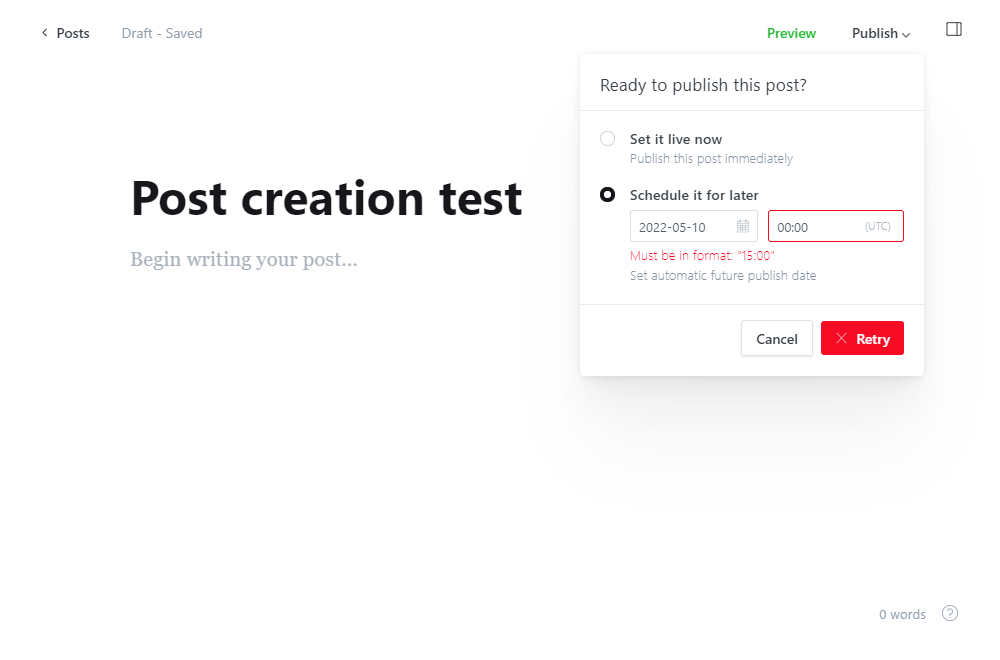 Posts Draft - Saved Preview Publish
Ready to publish this post?
Set it live now
Publish this post immediately
Schedule it for later
2022-05-10 00:00 (UTC)
Must be in format: "15:00"
Set automatic future publish date
Cancel Retry
Post creation test
Begin writing your post...
0 words ?